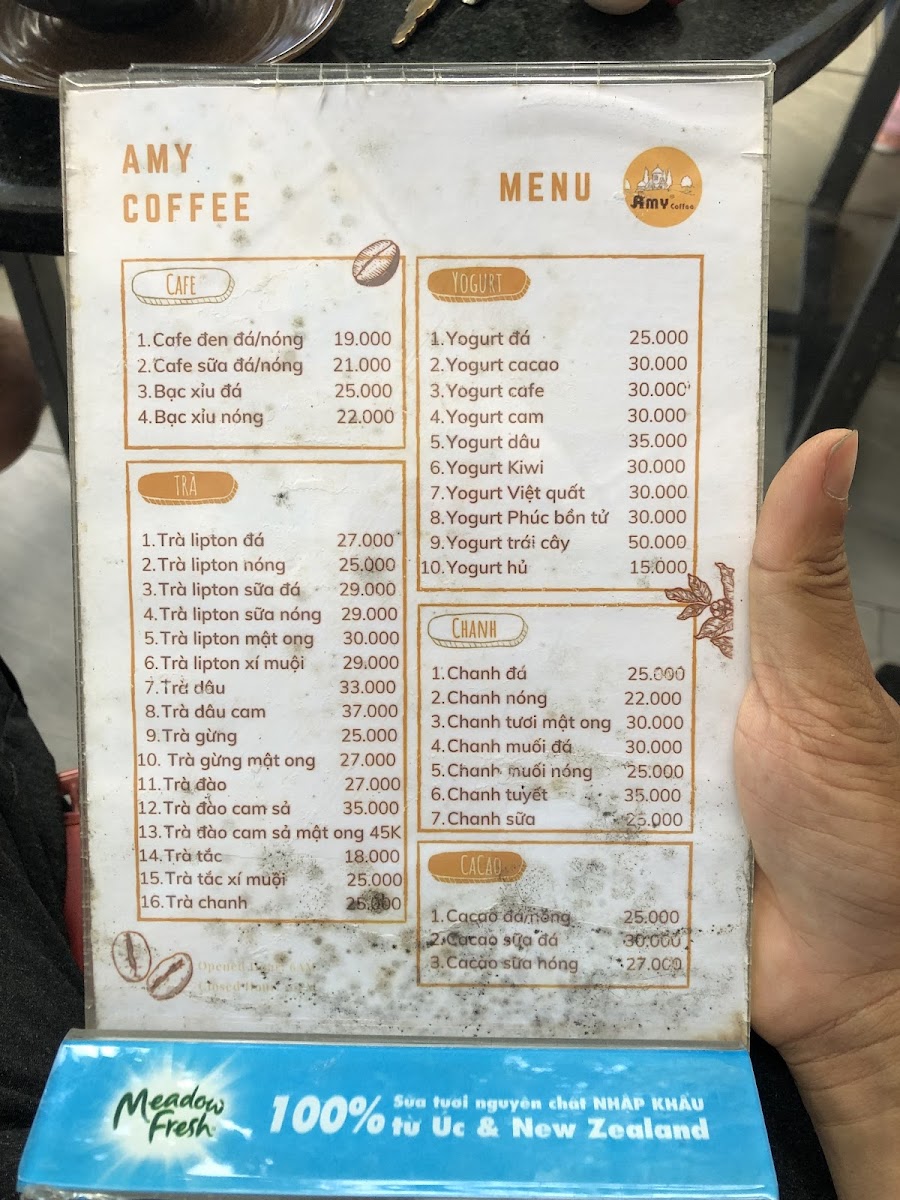 AMY
COFFEE
MENU
Amy Coffee
CAFE
1.Cafe đen đá/nóng 19.000
2.Cafe sữa đá/nóng 21.000
3.Bạc xỉu đá 25.000
4.Bạc xỉu nóng 22.000
TRÀ
1.Trà lipton đá 27.000
2.Trà lipton nóng 25.000
3.Trà lipton sữa đá 29.000
4.Trà lipton sữa nóng 29.000
5.Trà lipton mật ong 30.000
6.Trà lipton xí muội 29.000
7.Trà dâu 33.000
8.Trà dâu cam 37.000
9.Trà gừng 25.000
10. Trà gừng mật ong 27.000
11.Trà đào 27.000
12.Trà đào cam sả 35.000
13.Trà đào cam sả mật ong 45K
14.Trà tắc 18.000
15.Trà tắc xí muội 25.000
16.Trà chanh 25.000
YOGURT
1.Yogurt đá 25.000
2.Yogurt cacao 30.000
3.Yogurt cafe 30.000
4.Yogurt cam 30.000
5.Yogurt dâu 35.000
6.Yogurt Kiwi 30.000
7.Yogurt Việt quất 30.000
8.Yogurt Phúc bồn tử 30.000
9.Yogurt trái cây 50.000
10.Yogurt hủ 15.000
CHANH
1.Chanh đá 25.000
2.Chanh nóng 22.000
3.Chanh tươi mật ong 30.000
4.Chanh muối đá 30.000
5.Chanh muối nóng 25.000
6.Chanh tuyết 35.000
7.Chanh sữa 25.000
CACAO
1.Cacao đá/nóng 25.000
2.Cacao sữa đá 30.000
3.Cacao sữa nóng 27.000
Meadow
Fresh
100% Sữa tươi nguyên chất NHẬP KHẨU
từ Úc & New Zealand